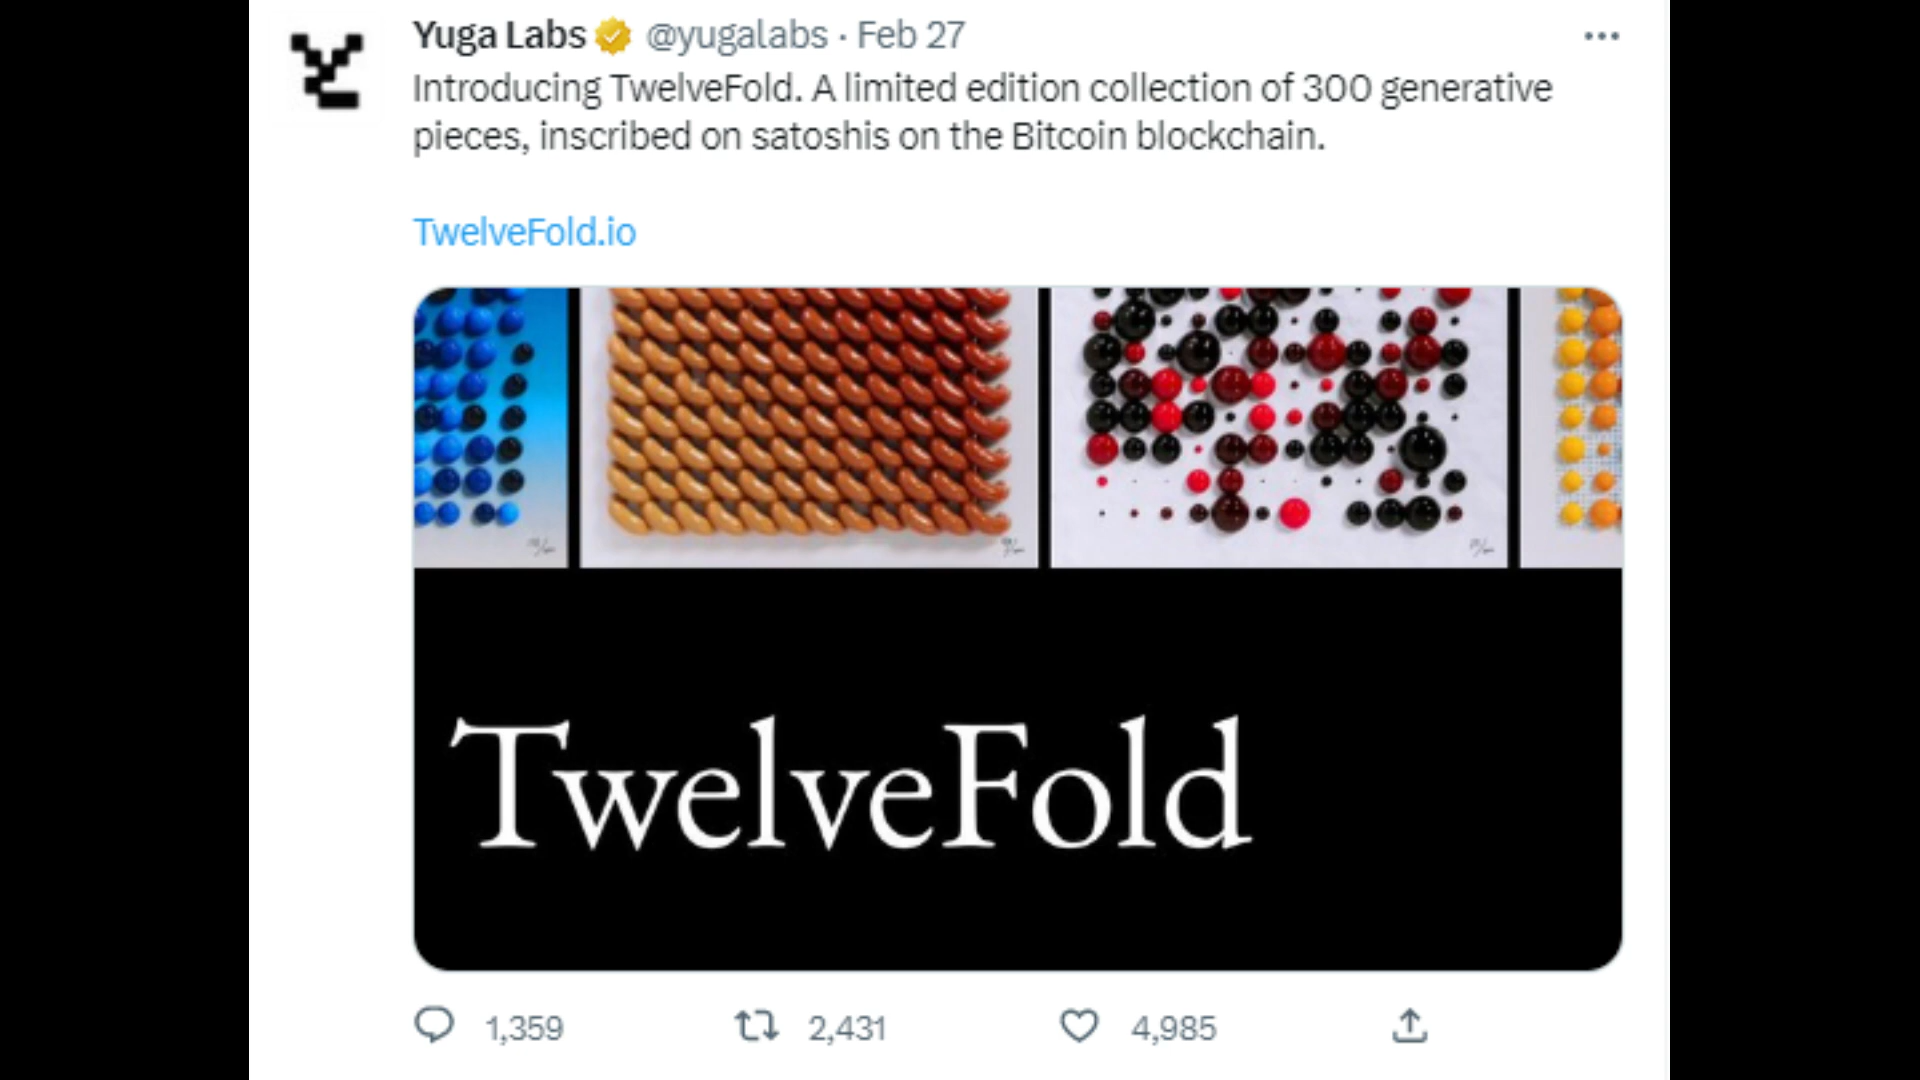 Yuga Labs @yugalabs · Feb 27
Introducing TwelveFold. A limited edition collection of 300 generative
pieces, inscribed on satoshis on the Bitcoin blockchain.
TwelveFold.io
TwelveFold
1,359 2,431 4,985